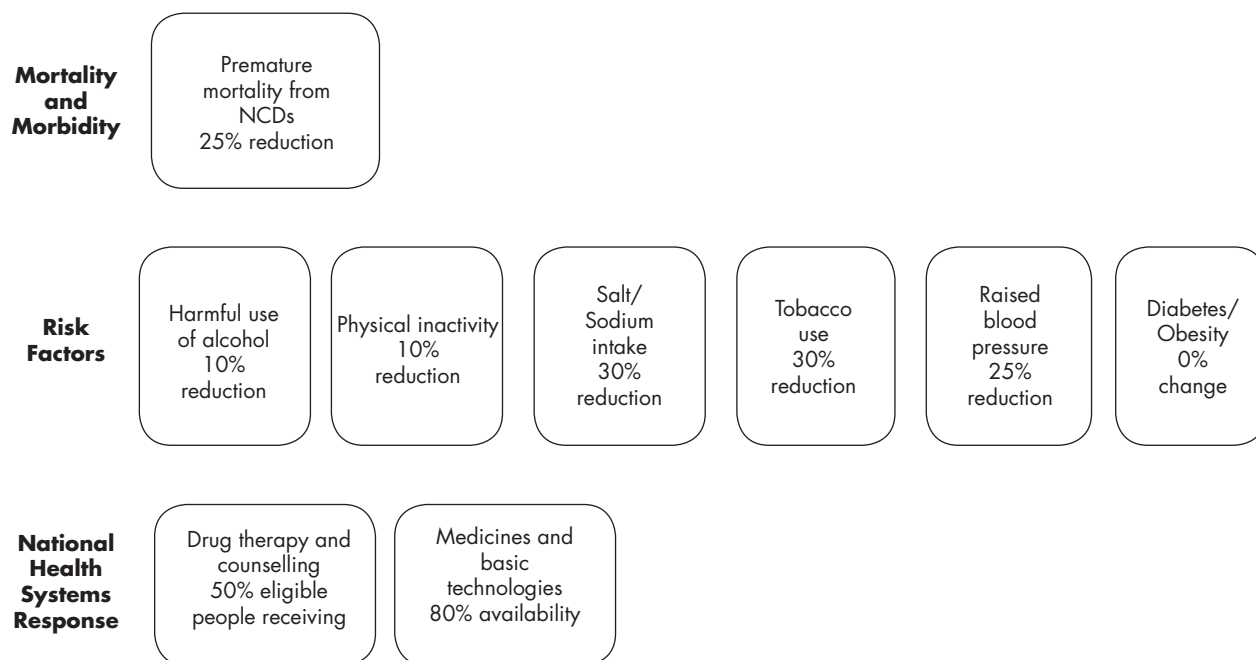 Mortality
and
Morbidity
Premature
mortality from
NCDs
25% reduction
Risk
Factors
Harmful use
of alcohol
10%
reduction
Physical inactivity
10%
reduction
Salt/
Sodium
intake
30%
reduction
Tobacco
use
30%
reduction
Raised
blood
pressure
25%
reduction
Diabetes/
Obesity
0%
change
National
Health
Systems
Response
Drug therapy and
counselling
50% eligible
people receiving
Medicines and
basic
technologies
80% availability